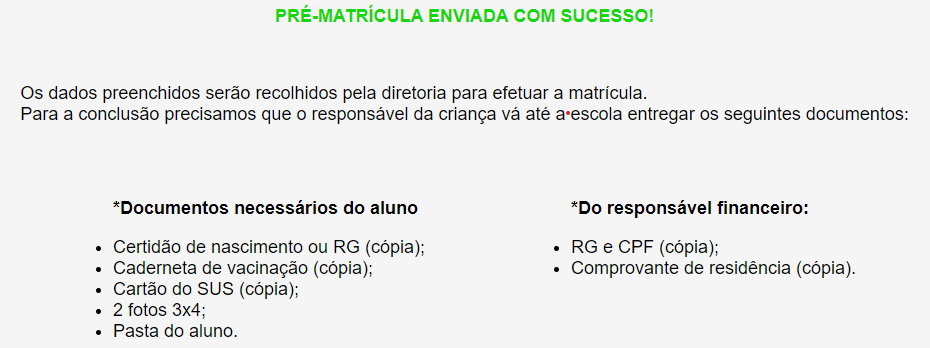 PRÉ-MATRÍCULA ENVIADA COM SUCESSO!
Os dados preenchidos serão recolhidos pela diretoria para efetuar a matrícula.
Para a conclusão precisamos que o responsável da criança vá até a escola entregar os seguintes documentos:
*Documentos necessários do aluno
• Certidão de nascimento ou RG (cópia);
• Caderneta de vacinação (cópia);
• Cartão do SUS (cópia);
• 2 fotos 3x4;
• Pasta do aluno.
*Do responsável financeiro:
• RG e CPF (cópia);
• Comprovante de residência (cópia).